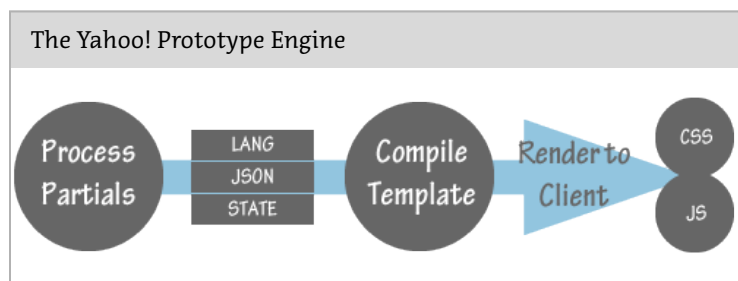 The Yahoo! Prototype Engine
Process
Partials
LANG
JSON
STATE
Compile
Template
Render to
Client
CSS
JS